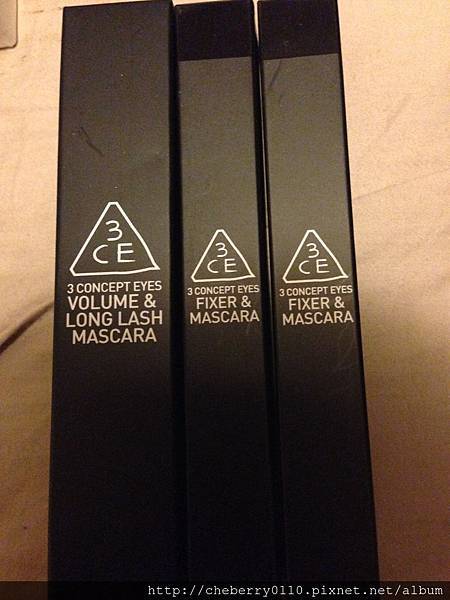 3
CE
3 CONCEPT EYES
VOLUME &
LONG LASH
MASCARA
3
CE
3 CONCEPT EYES
FIXER &
MASCARA
3
CE
3 CONCEPT EYES
FIXER &
MASCARA
http://cheberry0110.pixnet.net/album